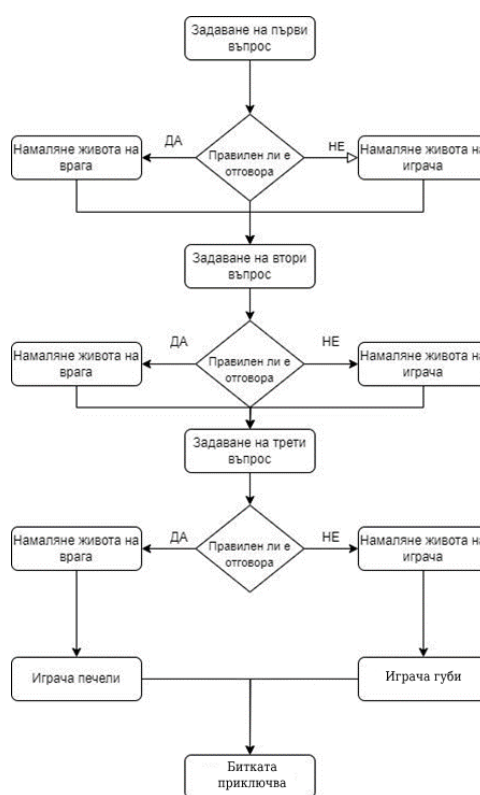 Задаване на първи
въпрос
ДА
НЕ
Намаляне живота на
врага
Правилен ли е
отговора
Намаляне живота на
играча
Задаване на втори
въпрос
ДА
НЕ
Намаляне живота на
врага
Правилен ли е
отговора
Намаляне живота на
играча
Задаване на трети
въпрос
ДА
НЕ
Намаляне живота на
врага
Правилен ли е
отговора
Намаляне живота на
играча
Играча печели
Играча губи
Битката
приключва